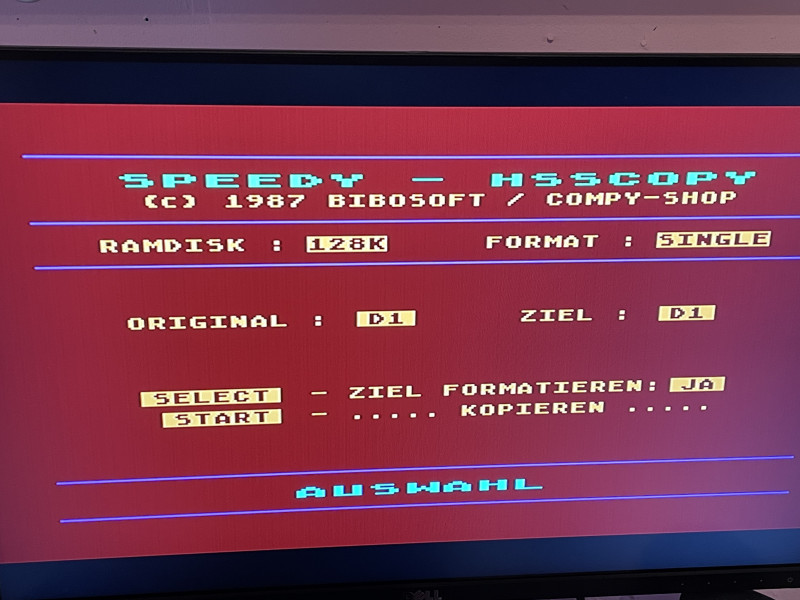 SPEEDY - HSSCOPY
(c) 1987 BIBOSOFT / COMPY-SHOP
RAMDISK : 128K FORMAT : SINGLE
ORIGINAL : D1 ZIEL : D1
SELECT - ZIEL FORMATIEREN: JA
START - ..... KOPIEREN .....
AUSWAHL
DELL